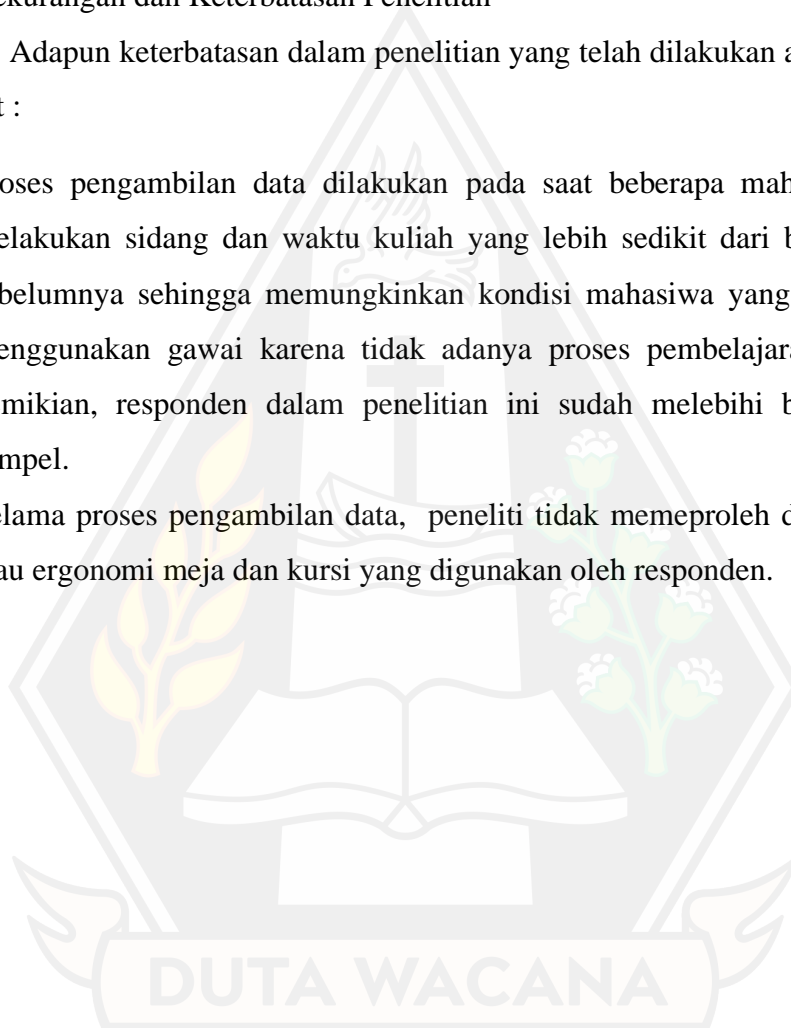 Kekurangan dan Keterbatasan Penelitian
Adapun keterbatasan dalam penelitian yang telah dilakukan a
t :
oses pengambilan data dilakukan pada saat beberapa mah
elakukan sidang dan waktu kuliah yang lebih sedikit dari b
belumnya sehingga memungkinkan kondisi mahasiwa yang
enggunakan gawai karena tidak adanya proses pembelajara
mikian, responden dalam penelitian ini sudah melebihi b
mpel.
elama proses pengambilan data, peneliti tidak memeproleh d
au ergonomi meja dan kursi yang digunakan oleh responden.
DUTA WACANA